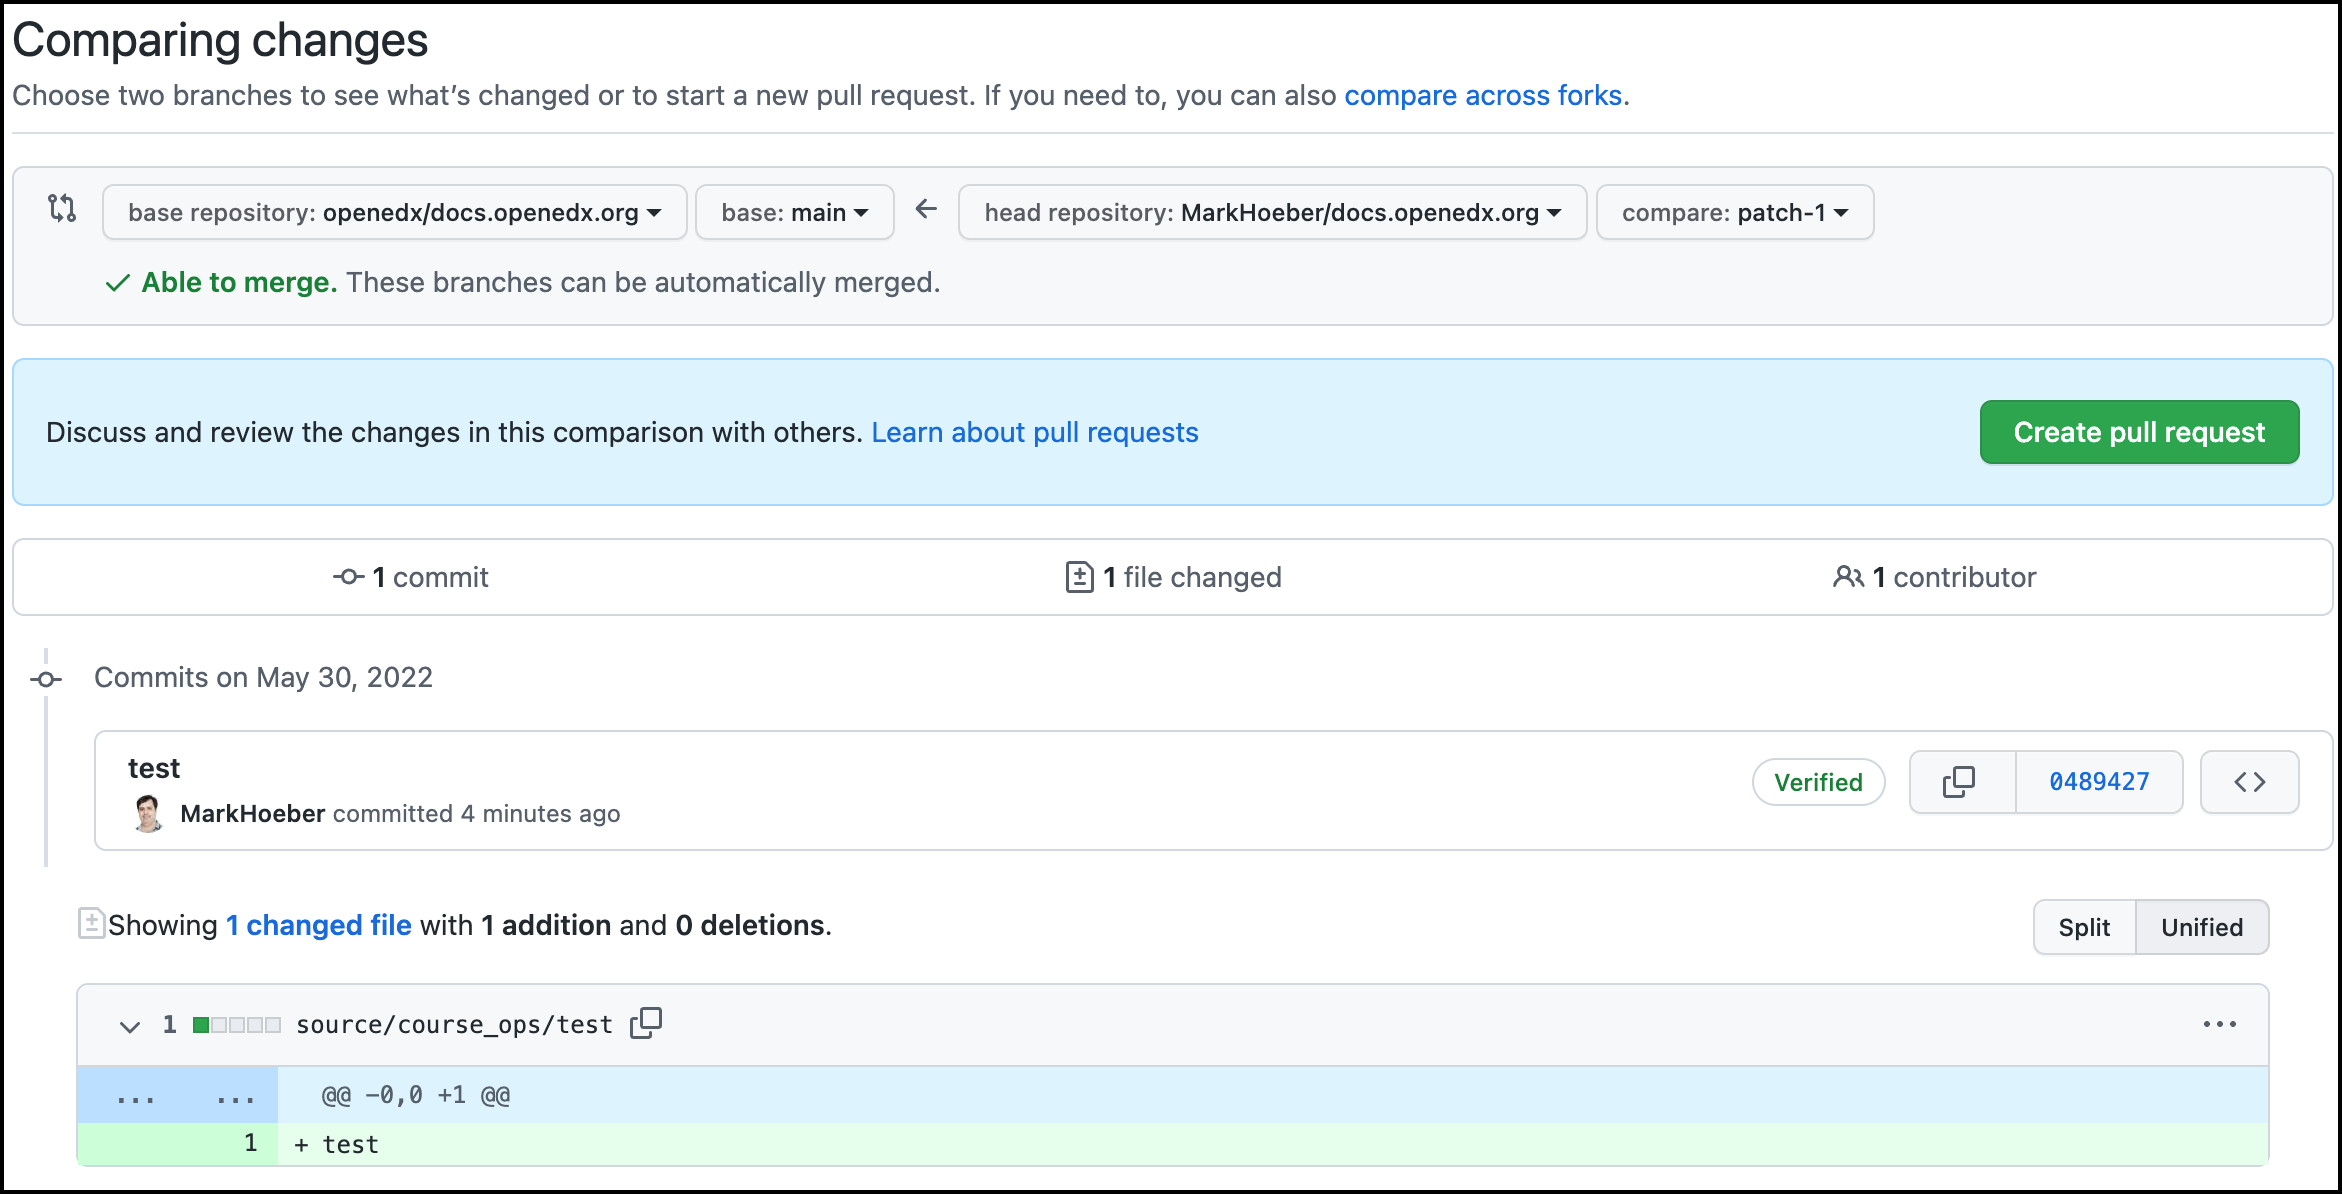 Comparing changes
Choose two branches to see what’s changed or to start a new pull request. If you need to, you can also compare across forks.
base repository: openedx/docs.openedx.org base: main head repository: MarkHoeber/docs.openedx.org compare: patch-1
Able to merge. These branches can be automatically merged.
Discuss and review the changes in this comparison with others. Learn about pull requests Create pull request
1 commit 1 file changed 1 contributor
Commits on May 30, 2022
test
MarkHoeber committed 4 minutes ago Verified 0489427
Showing 1 changed file with 1 addition and 0 deletions. Split Unified
1 source/course_ops/test
... ... @@ -0,0 +1 @@
1 + test